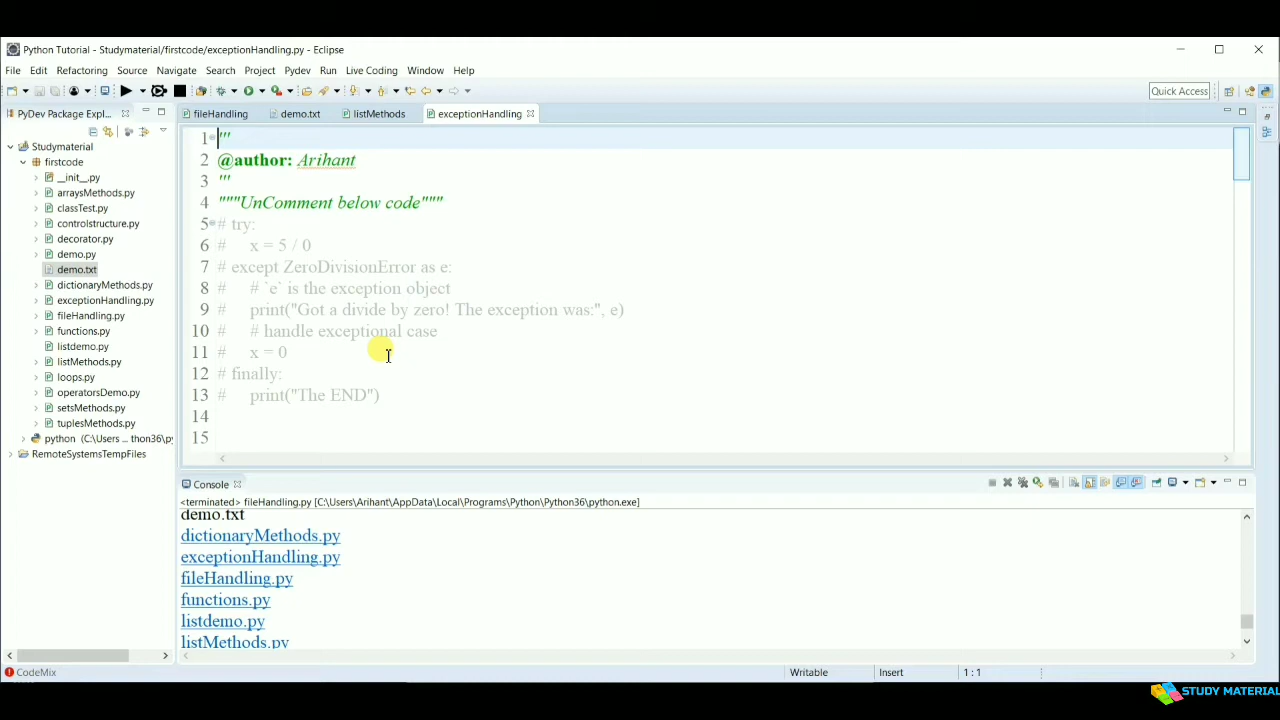 Python Tutorial - Studymaterial/firstcode/exceptionHandling.py - Eclipse
File Edit Refactoring Source Navigate Search Project Pydev Run Live Coding Window Help
Quick Access
PyDev Package Expl...
fileHandling demo.txt listMethods exceptionHandling
Studymaterial
firstcode
__init__.py
arraysMethods.py
classTest.py
controlstructure.py
decorator.py
demo.py
demo.txt
dictionaryMethods.py
exceptionHandling.py
fileHandling.py
functions.py
listdemo.py
listMethods.py
loops.py
operatorsDemo.py
setsMethods.py
tuplesMethods.py
python (C:\Users ... thon36\py
RemoteSystemsTempFiles
1 '''
2 @author: Arihant
3 '''
4 """UnComment below code"""
5 # try:
6 # x = 5 / 0
7 # except ZeroDivisionError as e:
8 # # `e` is the exception object
9 # print("Got a divide by zero! The exception was:", e)
10 # # handle exceptional case
11 # x = 0
12 # finally:
13 # print("The END")
14
15
Console
<terminated> fileHandling.py [C:\Users\Arihant\AppData\Local\Programs\Python\Python36\python.exe]
demo.txt
dictionaryMethods.py
exceptionHandling.py
fileHandling.py
functions.py
listdemo.py
listMethods.py
CodeMix
Writable Insert 1 : 1
STUDY MATERIAL